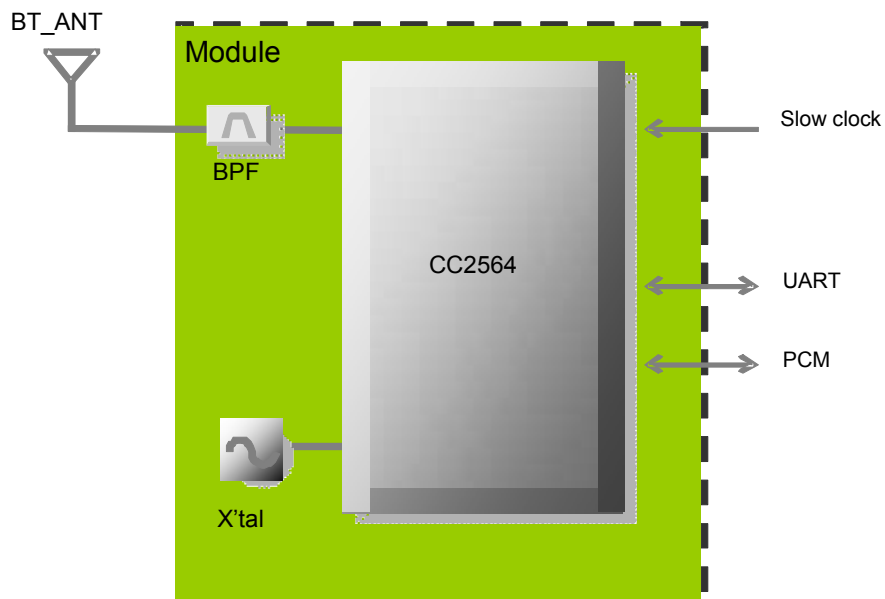 BT_ANT
Module
Slow clock
BPF
CC2564
UART
PCM
X'tal